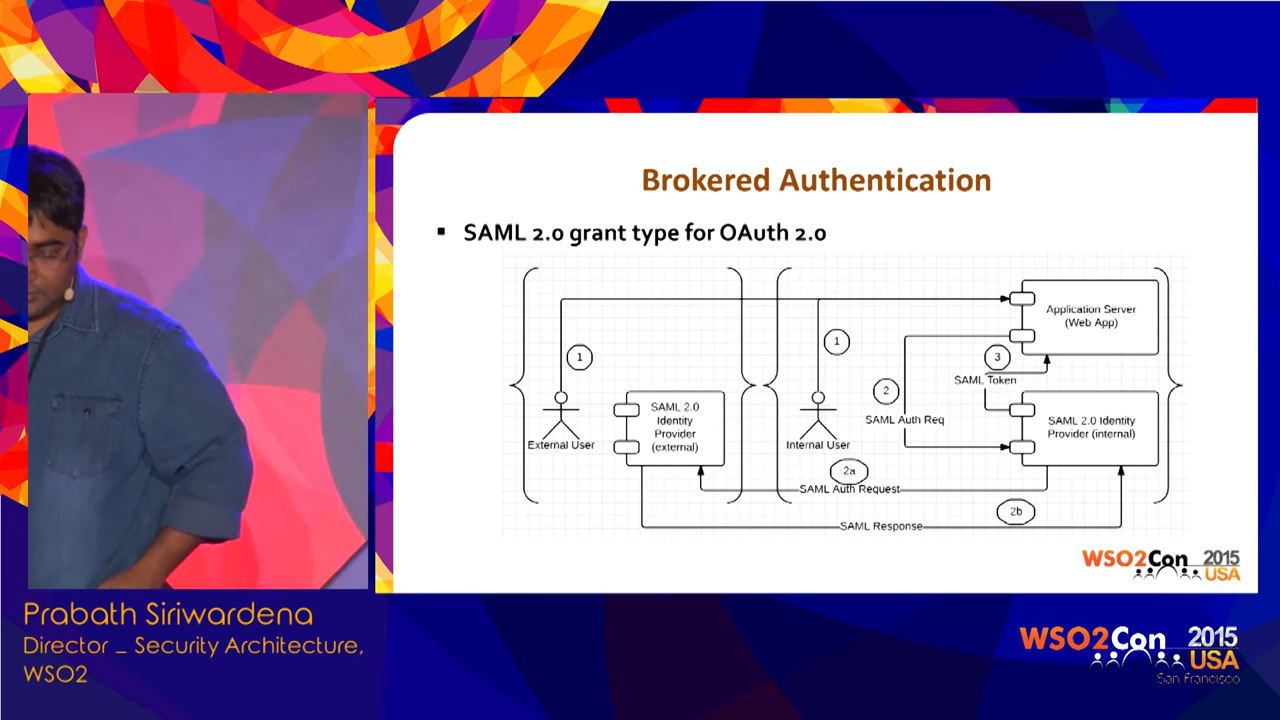 Brokered Authentication
▪ SAML 2.0 grant type for OAuth 2.0
1
External User
SAML 2.0
Identity
Provider
(external)
1
Internal User
2
SAML Auth Req
3
SAML Token
Application Server
(Web App)
SAML 2.0 Identity
Provider (internal)
2a
SAML Auth Request
2b
SAML Response
WSO2Con 2015
USA
Prabath Siriwardena
Director _ Security Architecture,
WSO2
WSO2Con 2015
USA
San Francisco